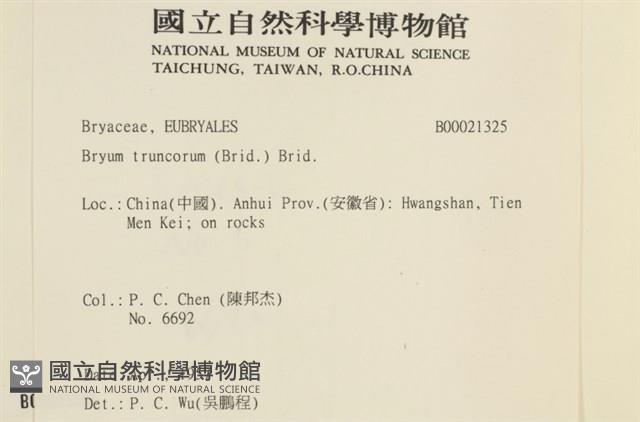 國立自然科學博物館
NATIONAL MUSEUM OF NATURAL SCIENCE
TAICHUNG, TAIWAN, R.O.CHINA
Bryaceae, EUBRYALES B00021325
Bryum truncorum (Brid.) Brid.
Loc.: China(中國). Anhui Prov.(安徽省): Hwangshan, Tien
Men Kei; on rocks
Col.: P. C. Chen (陳邦杰)
No. 6692
國立自然科學博物館
NATIONAL MUSEUM OF NATURAL SCIENCE
Det.: P. C. Wu(吳鵬程)